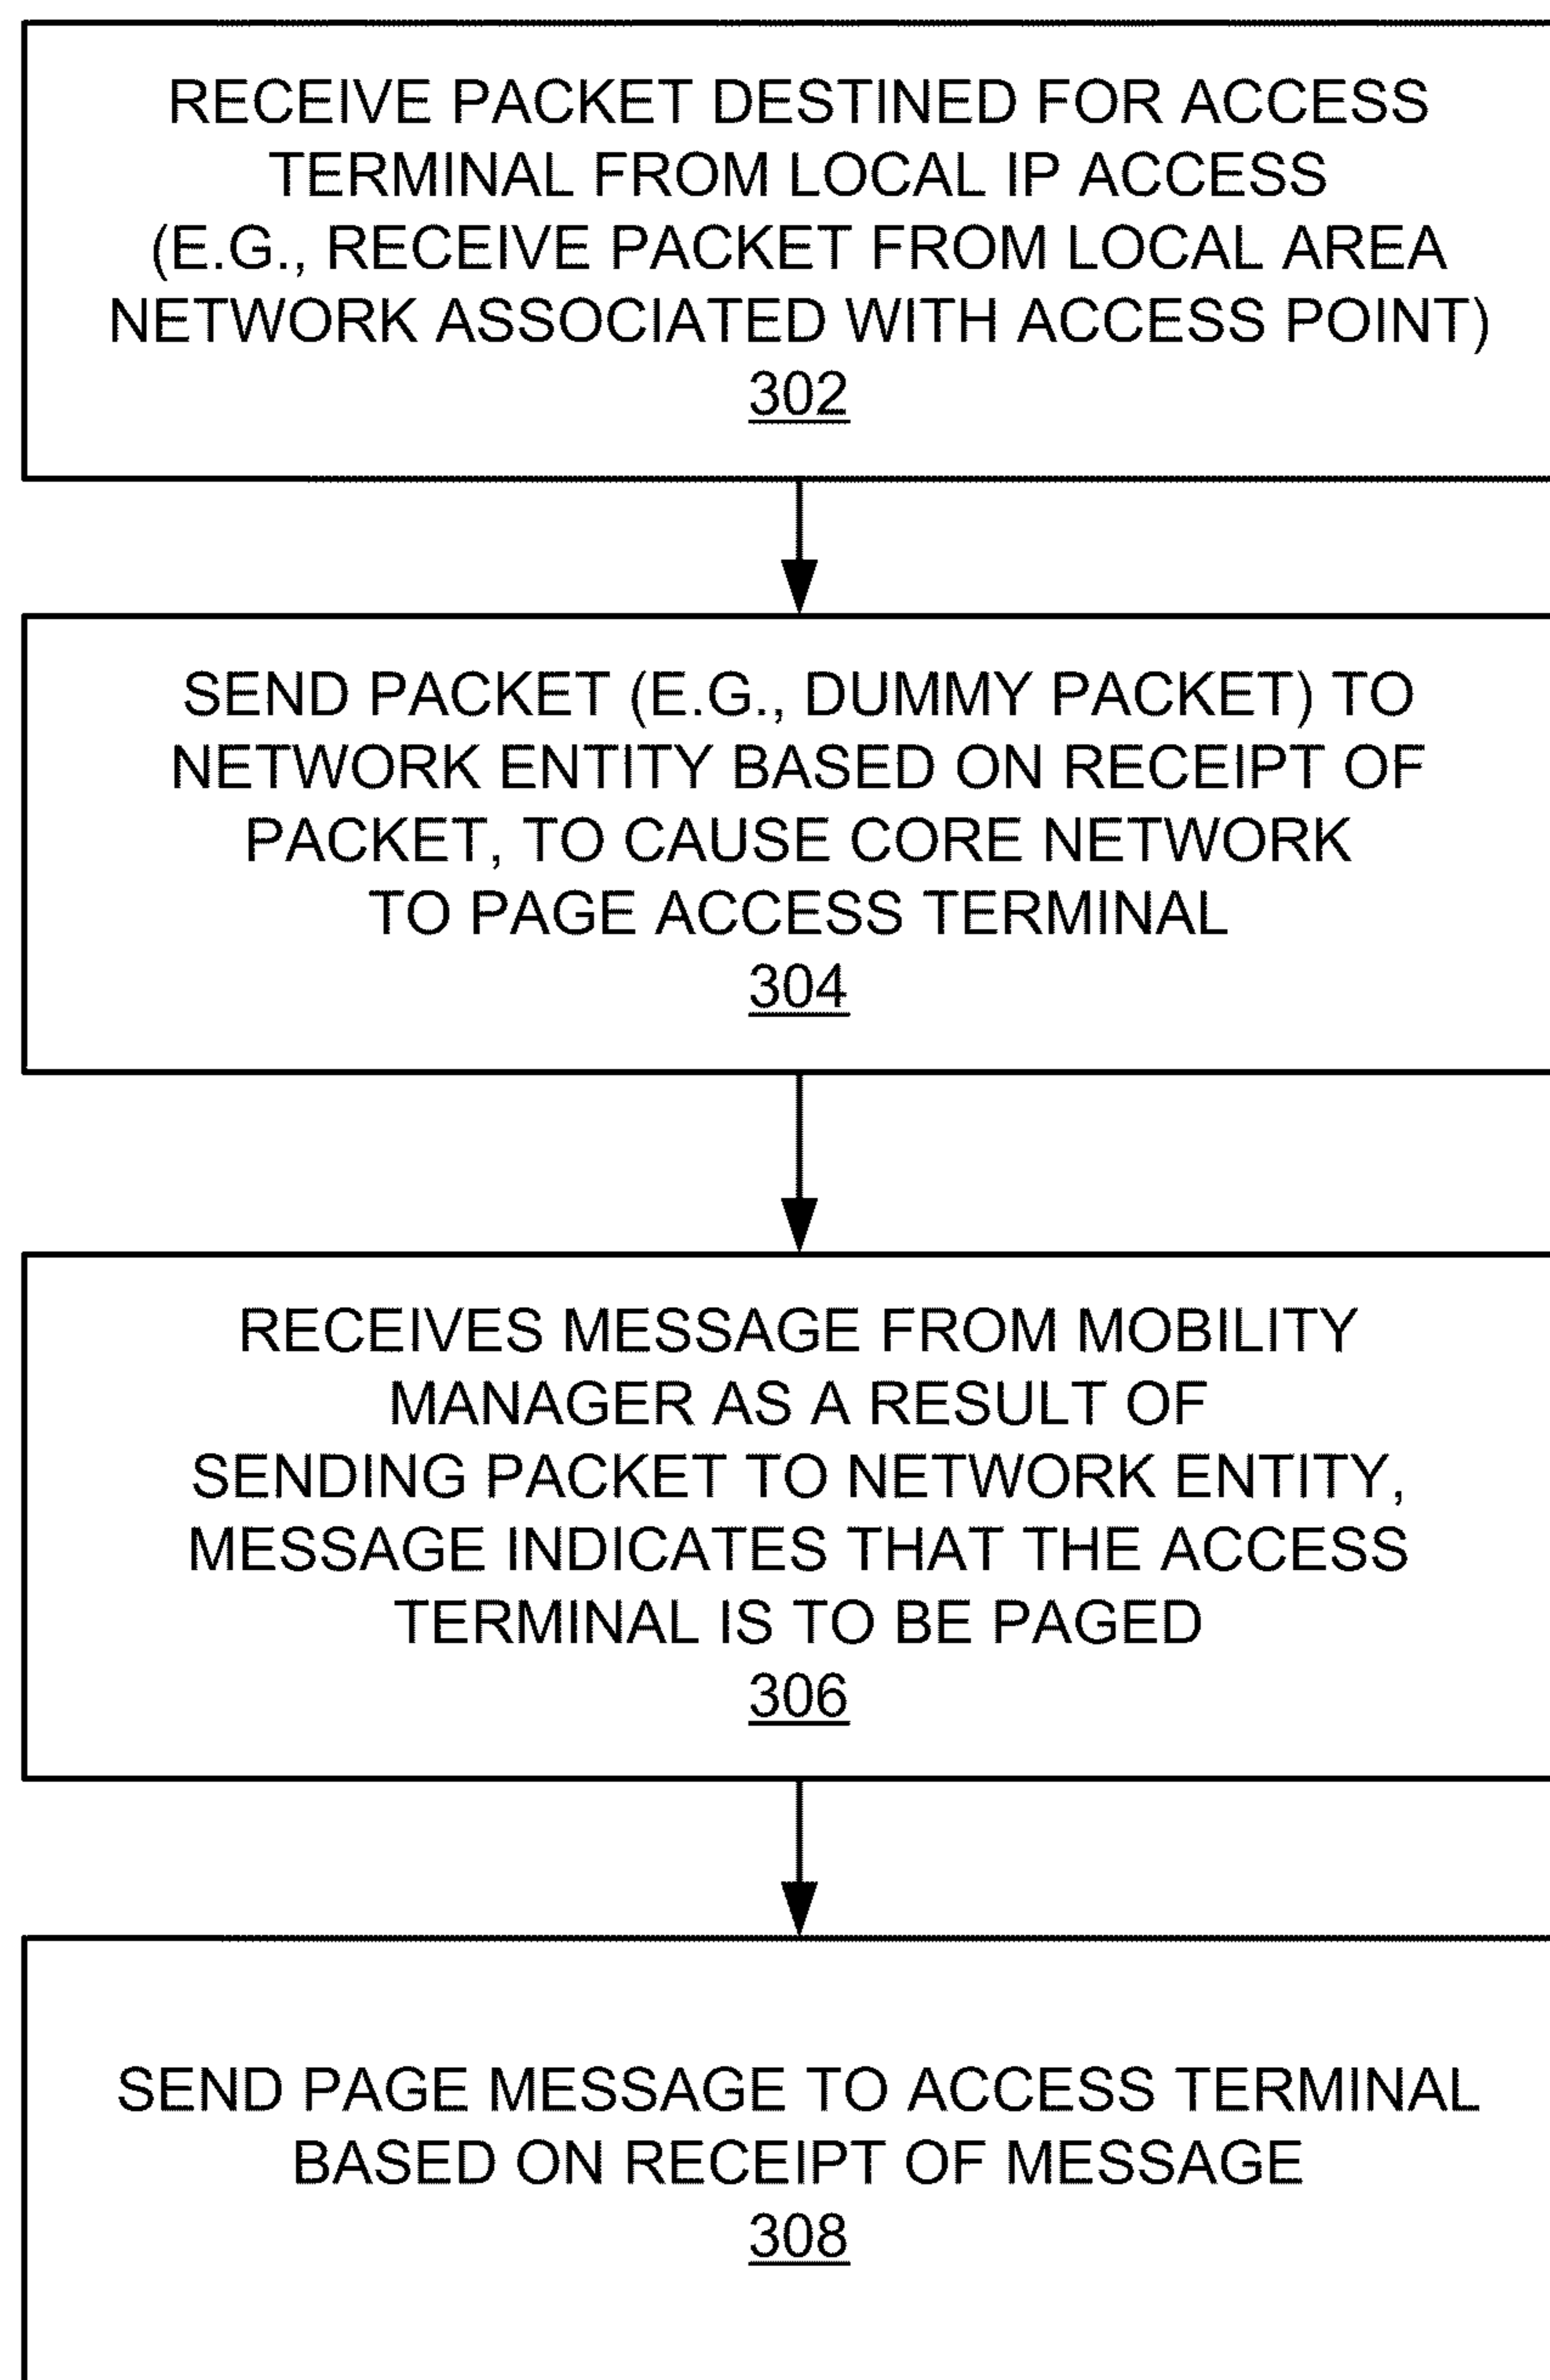 RECEIVE PACKET DESTINED FOR ACCESS
TERMINAL FROM LOCAL IP ACCESS
(E.G., RECEIVE PACKET FROM LOCAL AREA
NETWORK ASSOCIATED WITH ACCESS POINT)
302
SEND PACKET (E.G., DUMMY PACKET) TO
NETWORK ENTITY BASED ON RECEIPT OF
PACKET, TO CAUSE CORE NETWORK
TO PAGE ACCESS TERMINAL
304
RECEIVES MESSAGE FROM MOBILITY
MANAGER AS A RESULT OF
SENDING PACKET TO NETWORK ENTITY,
MESSAGE INDICATES THAT THE ACCESS
TERMINAL IS TO BE PAGED
306
SEND PAGE MESSAGE TO ACCESS TERMINAL
BASED ON RECEIPT OF MESSAGE
308